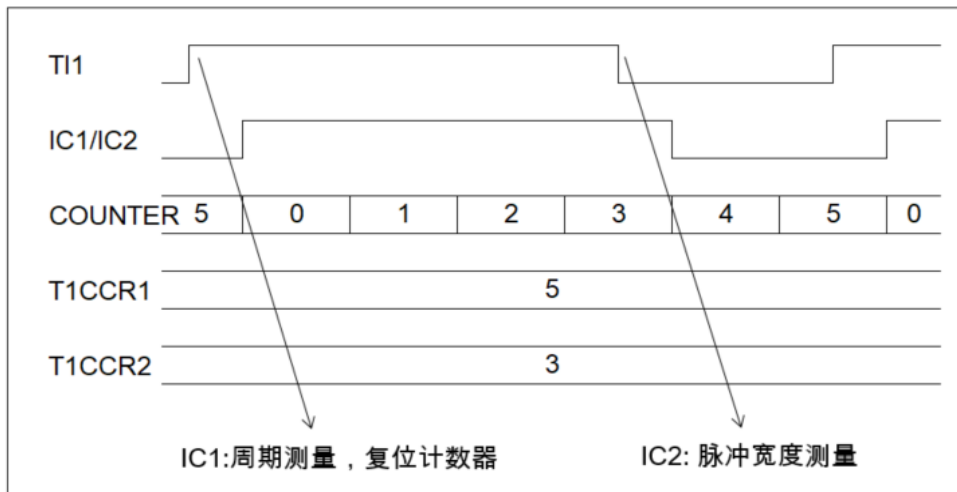 TI1
IC1/IC2
COUNTER 5 0 1 2 3 4 5 0
T1CCR1 5
T1CCR2 3
IC1:周期测量，复位计数器 IC2: 脉冲宽度测量